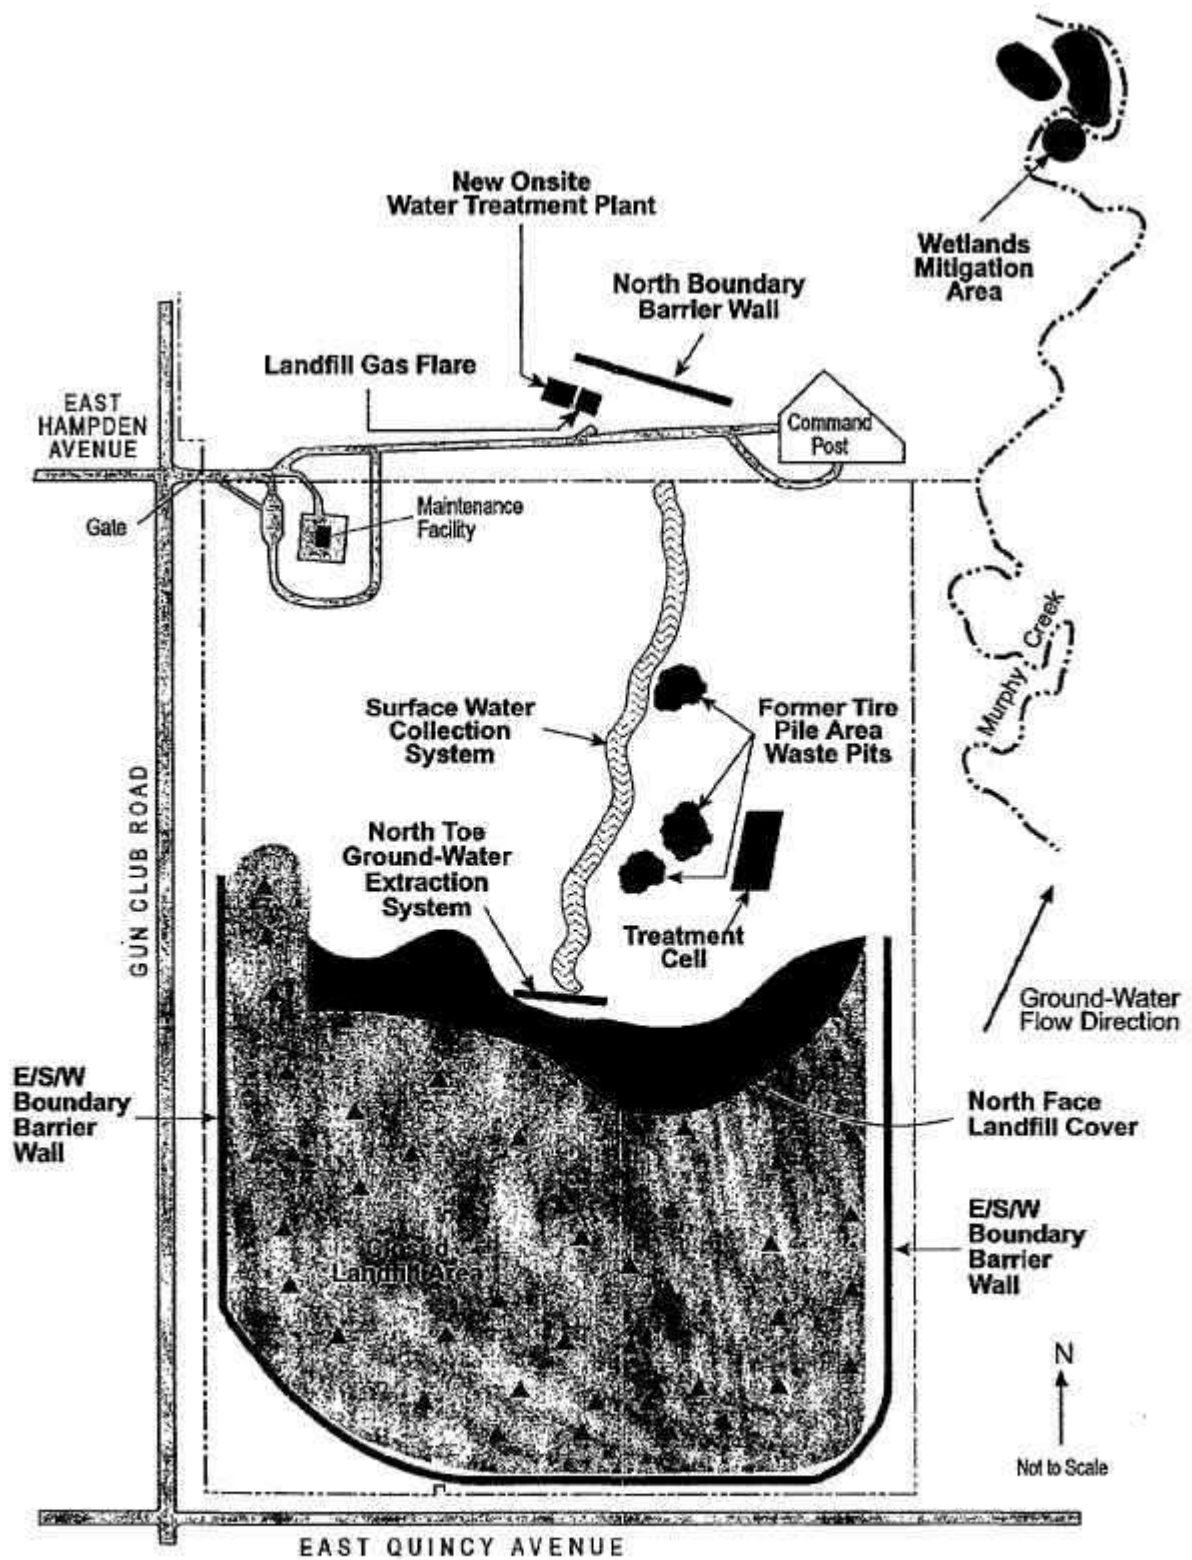 New Onsite
Water Treatment Plant
Wetlands
Mitigation
Area
North Boundary
Barrier Wall
Landfill Gas Flare
EAST
HAMPDEN
AVENUE
Command
Post
Gate
Maintenance
Facility
Murphy Creek
Surface Water
Collection
System
Former Tire
Pile Area
Waste Pits
GUN CLUB ROAD
North Toe
Ground-Water
Extraction
System
Treatment
Cell
Ground-Water
Flow Direction
E/S/W
Boundary
Barrier
Wall
North Face
Landfill Cover
E/S/W
Boundary
Barrier
Wall
Closed
Landfill Area
N
Not to Scale
EAST QUINCY AVENUE